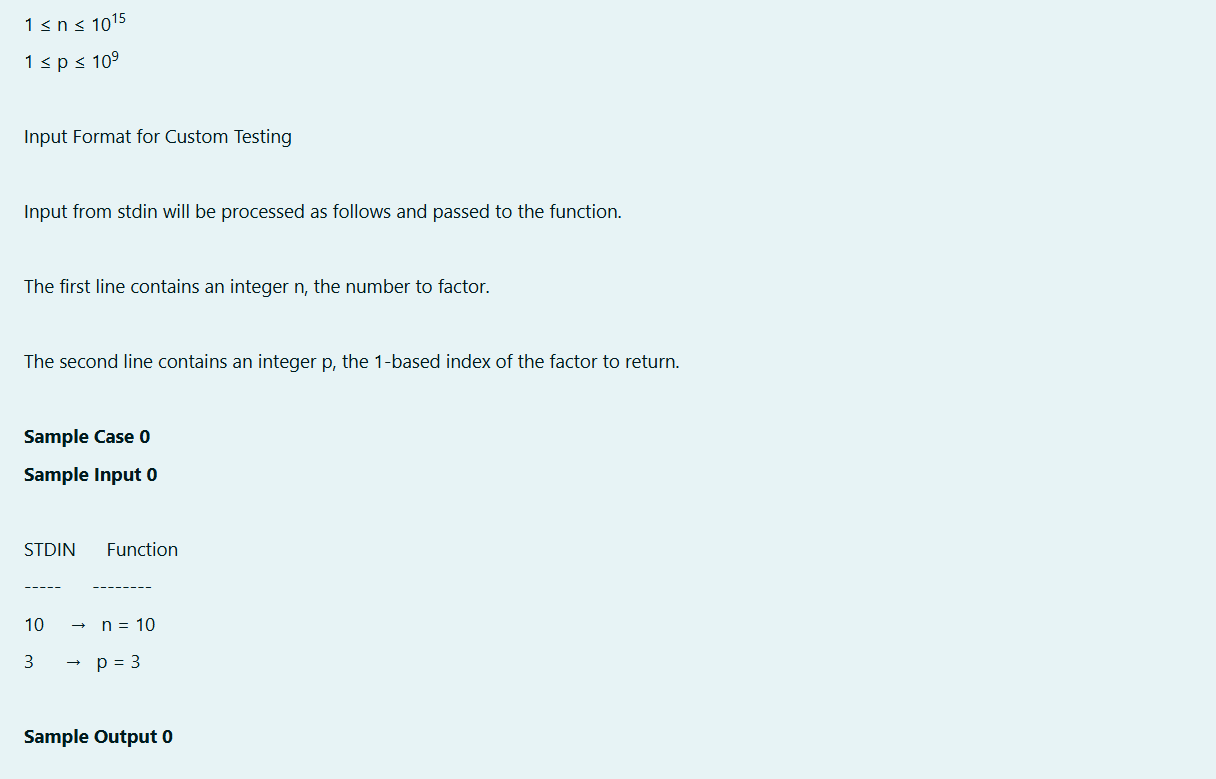 1 ≤ n ≤ 10¹⁵
1 ≤ p ≤ 10⁹
Input Format for Custom Testing
Input from stdin will be processed as follows and passed to the function.
The first line contains an integer n, the number to factor.
The second line contains an integer p, the 1-based index of the factor to return.
Sample Case 0
Sample Input 0
STDIN Function
----- --------
10 → n = 10
3 → p = 3
Sample Output 0